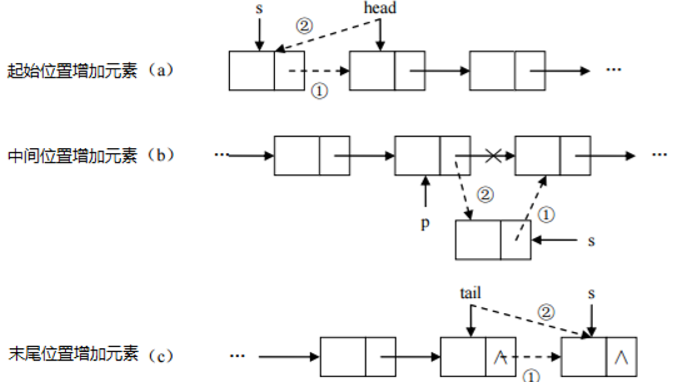 s head
②
起始位置增加元素（a） ···
①
中间位置增加元素（b） ··· ···
② ①
p
s
tail s
②
末尾位置增加元素（c） ··· ∧ ∧
①